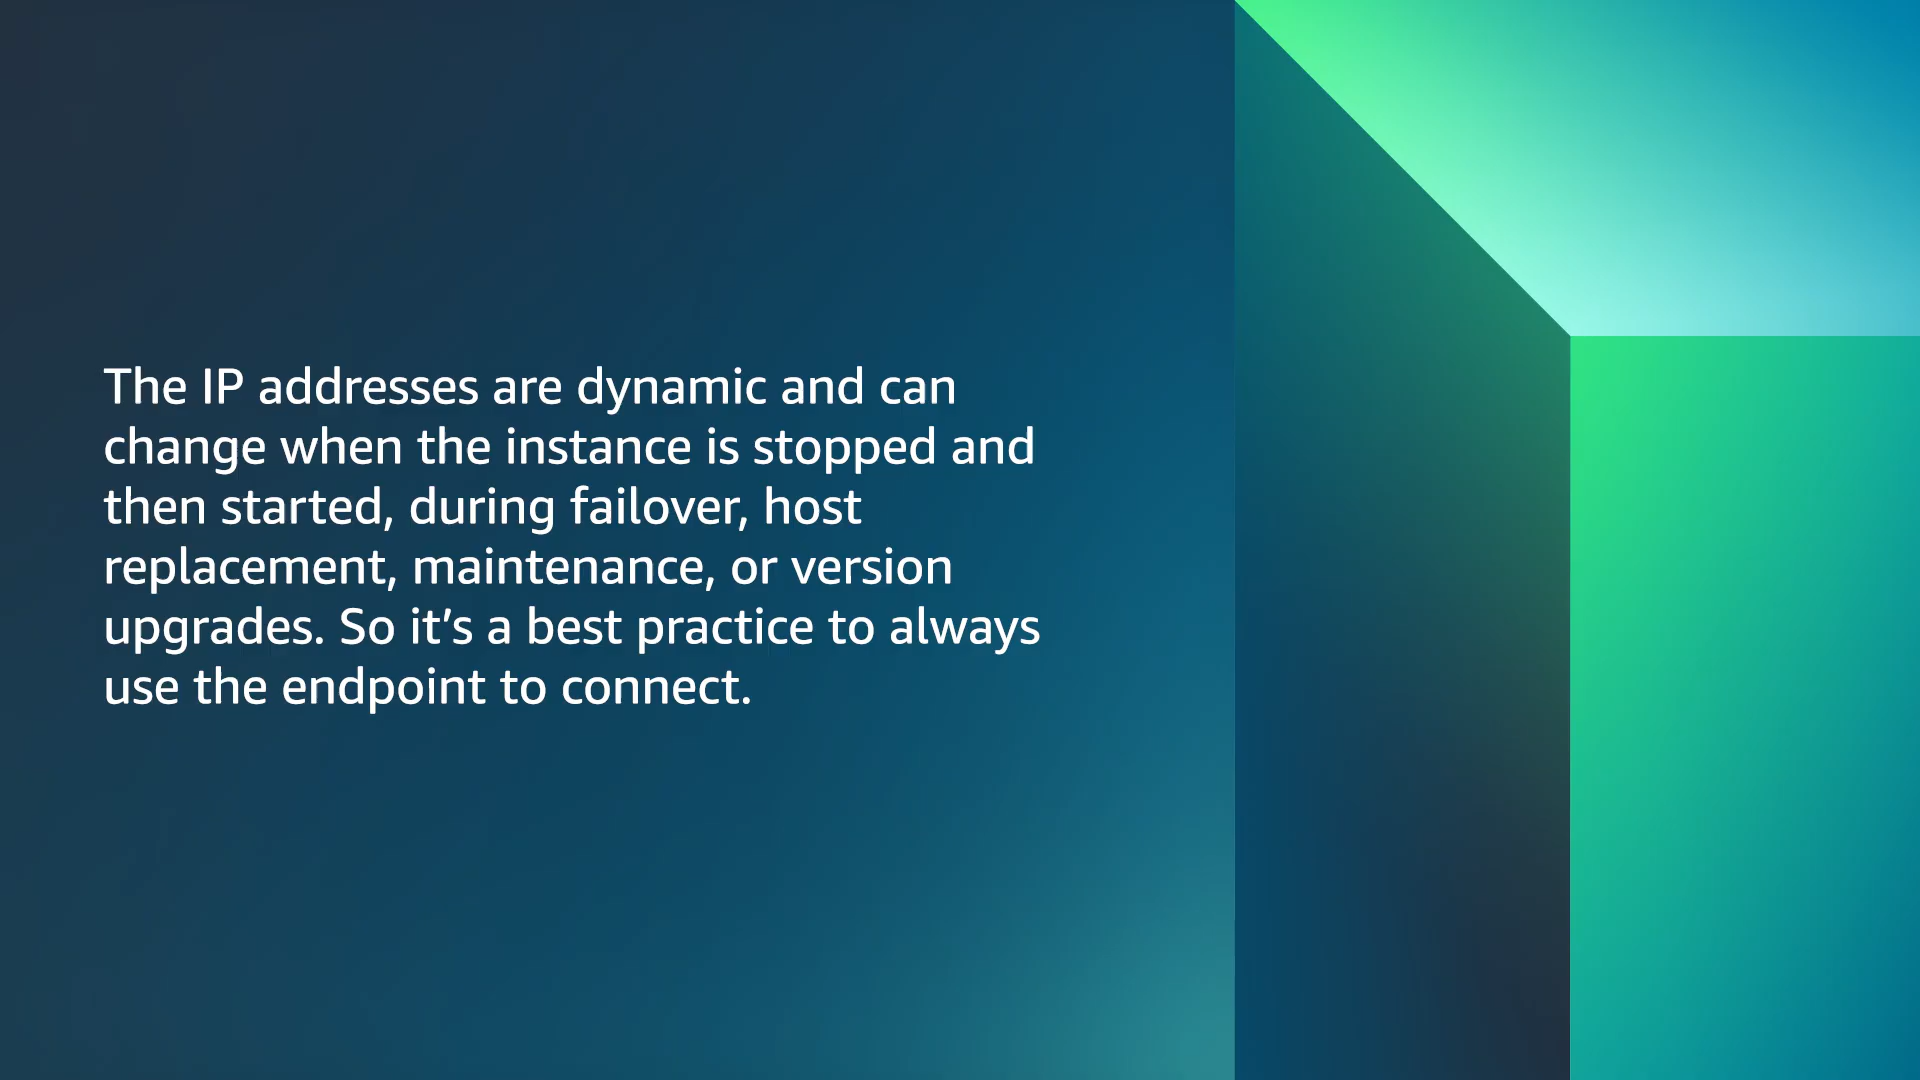 The IP addresses are dynamic and can
change when the instance is stopped and
then started, during failover, host
replacement, maintenance, or version
upgrades. So it’s a best practice to always
use the endpoint to connect.